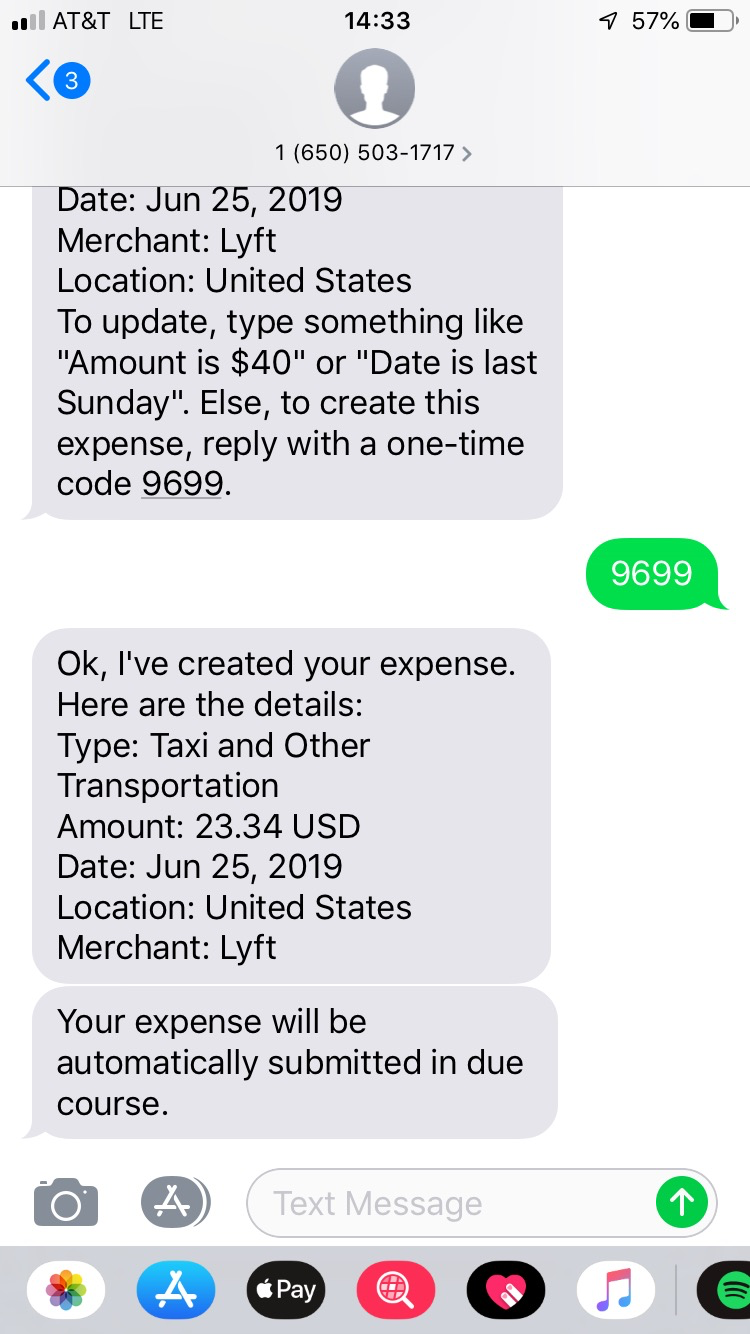 AT&T LTE 14:33 57%
3
1 (650) 503-1717
Date: Jun 25, 2019
Merchant: Lyft
Location: United States
To update, type something like
"Amount is $40" or "Date is last
Sunday". Else, to create this
expense, reply with a one-time
code 9699.
9699
Ok, I've created your expense.
Here are the details:
Type: Taxi and Other
Transportation
Amount: 23.34 USD
Date: Jun 25, 2019
Location: United States
Merchant: Lyft
Your expense will be
automatically submitted in due
course.
Text Message
Pay